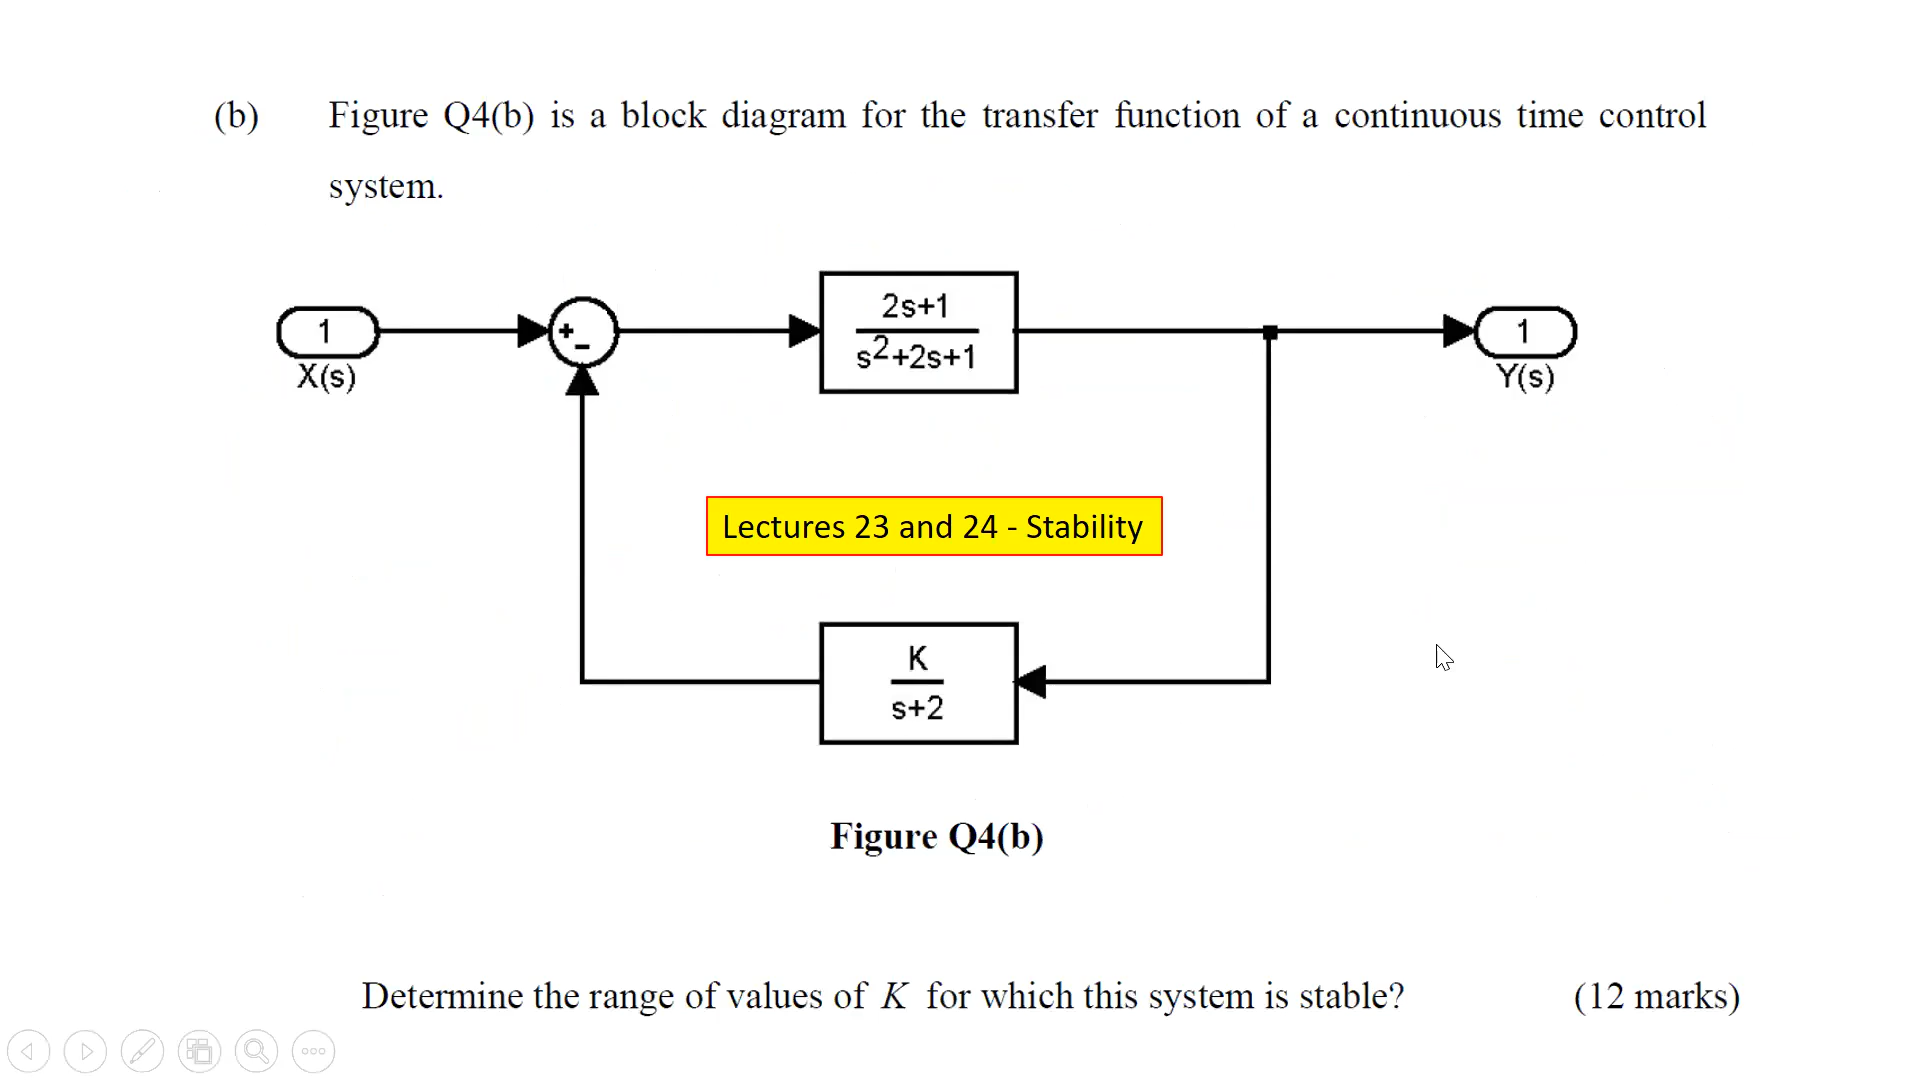 (b) Figure Q4(b) is a block diagram for the transfer function of a continuous time control
system.
1
X(s)
+
-
2s+1
s²+2s+1
1
Y(s)
Lectures 23 and 24 - Stability
K
s+2
Figure Q4(b)
Determine the range of values of K for which this system is stable? (12 marks)